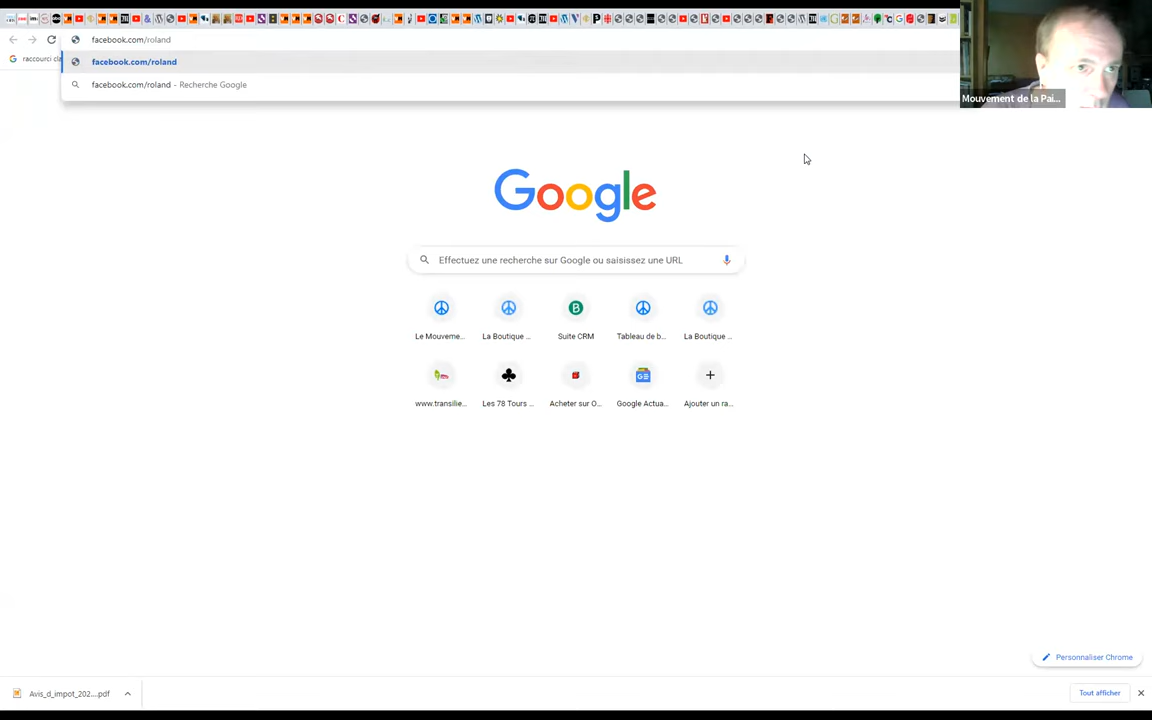 facebook.com/roland
raccourci cla
facebook.com/roland
facebook.com/roland - Recherche Google
Mouvement de la Pai...
Google
Effectuez une recherche sur Google ou saisissez une URL
Le Mouveme...
La Boutique ...
Suite CRM
Tableau de b...
La Boutique ...
www.transilie...
Les 78 Tours ...
Acheter sur O...
Google Actua...
Ajouter un ra...
Personnaliser Chrome
Avis_d_impot_202....pdf
Tout afficher